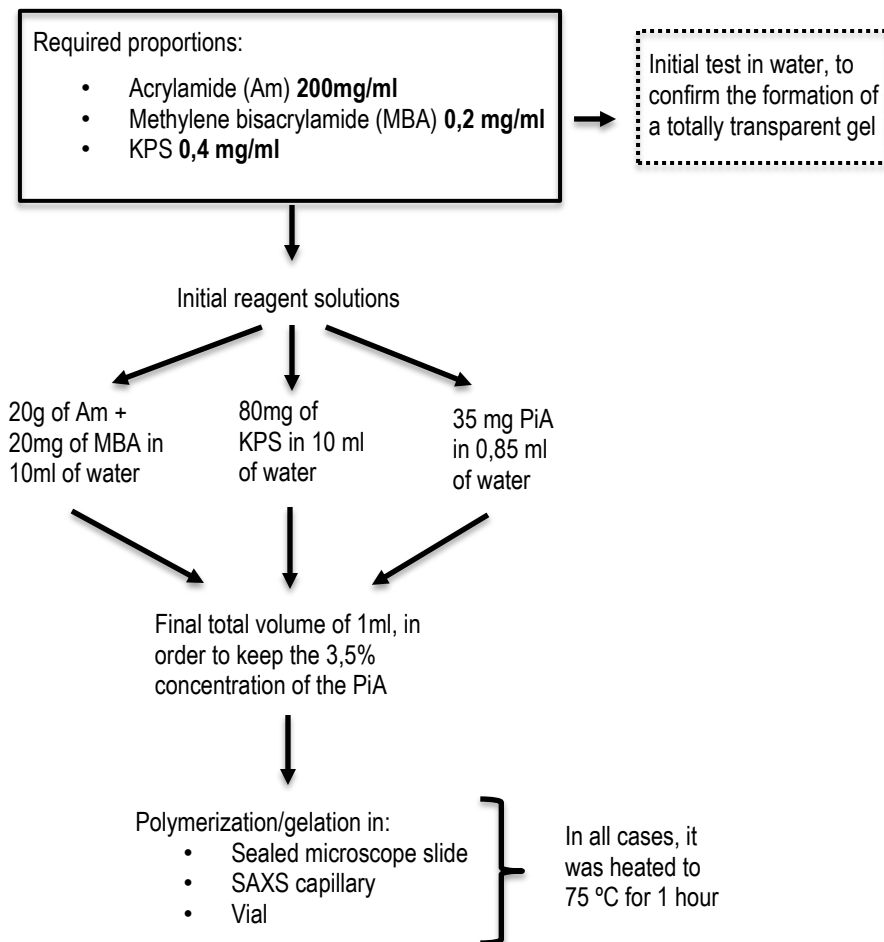 Required proportions:
• Acrylamide (Am) 200mg/ml
• Methylene bisacrylamide (MBA) 0,2 mg/ml
• KPS 0,4 mg/ml
Initial test in water, to
confirm the formation of
a totally transparent gel
Initial reagent solutions
20g of Am +
20mg of MBA in
10ml of water
80mg of
KPS in 10 ml
of water
35 mg PiA
in 0,85 ml
of water
Final total volume of 1ml, in
order to keep the 3,5%
concentration of the PiA
Polymerization/gelation in:
• Sealed microscope slide
• SAXS capillary
• Vial
In all cases, it
was heated to
75 ºC for 1 hour